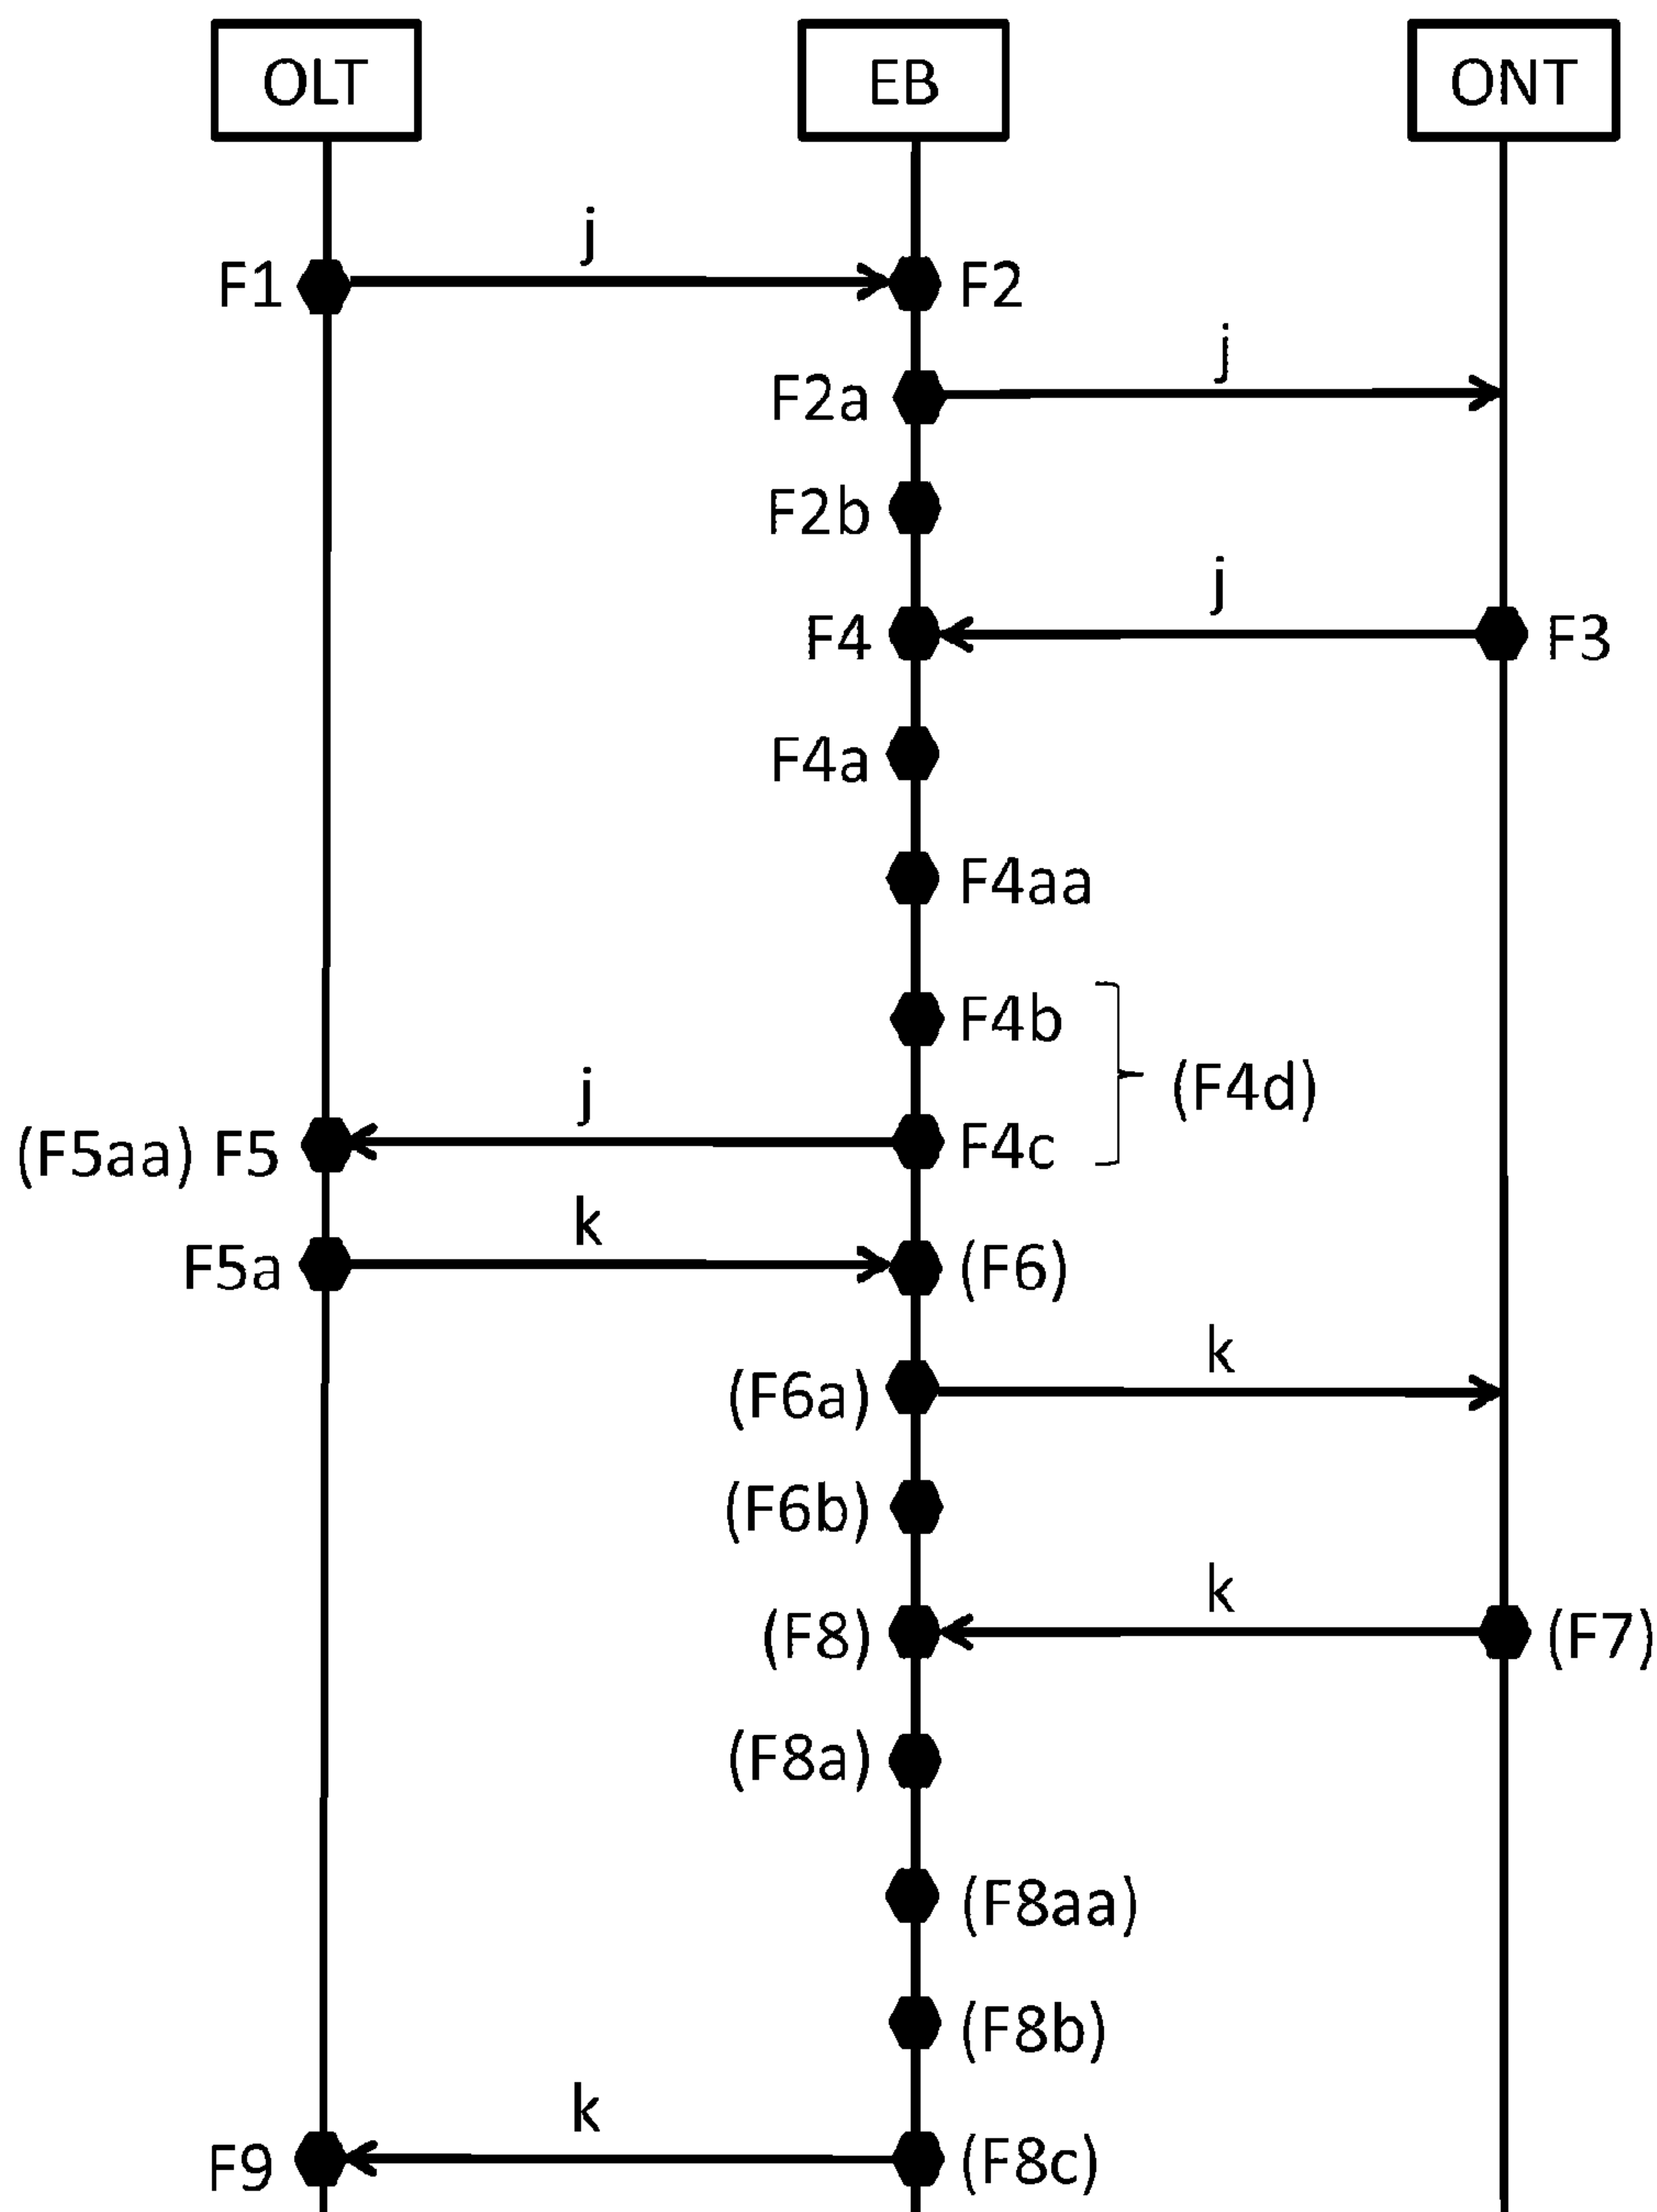 OLT EB ONT
j
F1 F2
j
F2a
F2b
j
F4 F3
F4a
F4aa
F4b
(F4d)
j
(F5aa) F5 F4c
k
F5a (F6)
k
(F6a)
(F6b)
k
(F8) (F7)
(F8a)
(F8aa)
(F8b)
k
F9 (F8c)